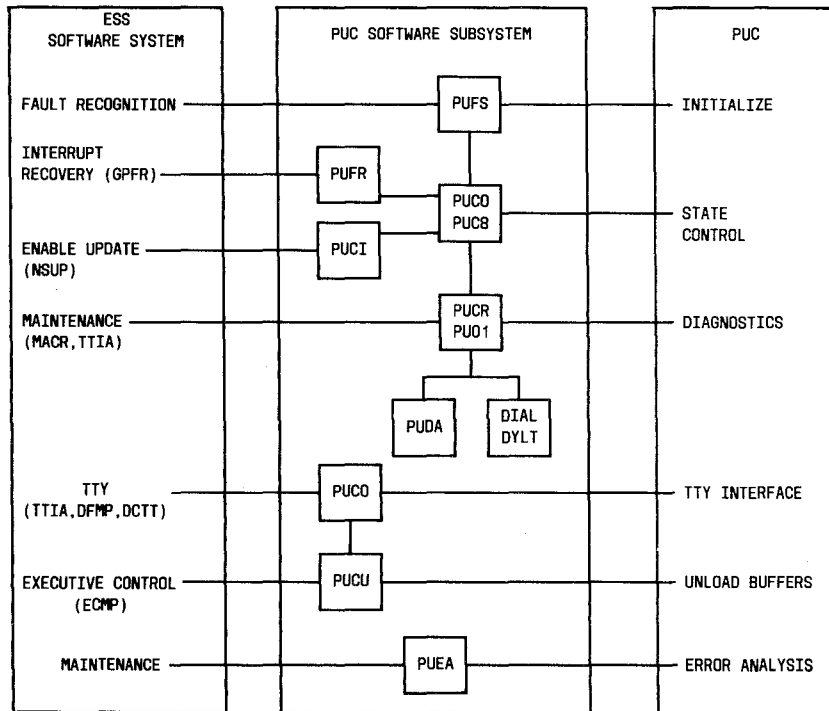 ESS
SOFTWARE SYSTEM
PUC SOFTWARE SUBSYSTEM
PUC
FAULT RECOGNITION
PUFS
INITIALIZE
INTERRUPT
RECOVERY (GPFR)
PUFR
PUCO
PUC8
STATE
CONTROL
ENABLE UPDATE
(NSUP)
PUCI
MAINTENANCE
(MACR,TTIA)
PUCR
PUO1
DIAGNOSTICS
PUDA
DIAL
DYLT
TTY
(TTIA,DFMP,DCTT)
PUCO
TTY INTERFACE
EXECUTIVE CONTROL
(ECMP)
PUCU
UNLOAD BUFFERS
MAINTENANCE
PUEA
ERROR ANALYSIS